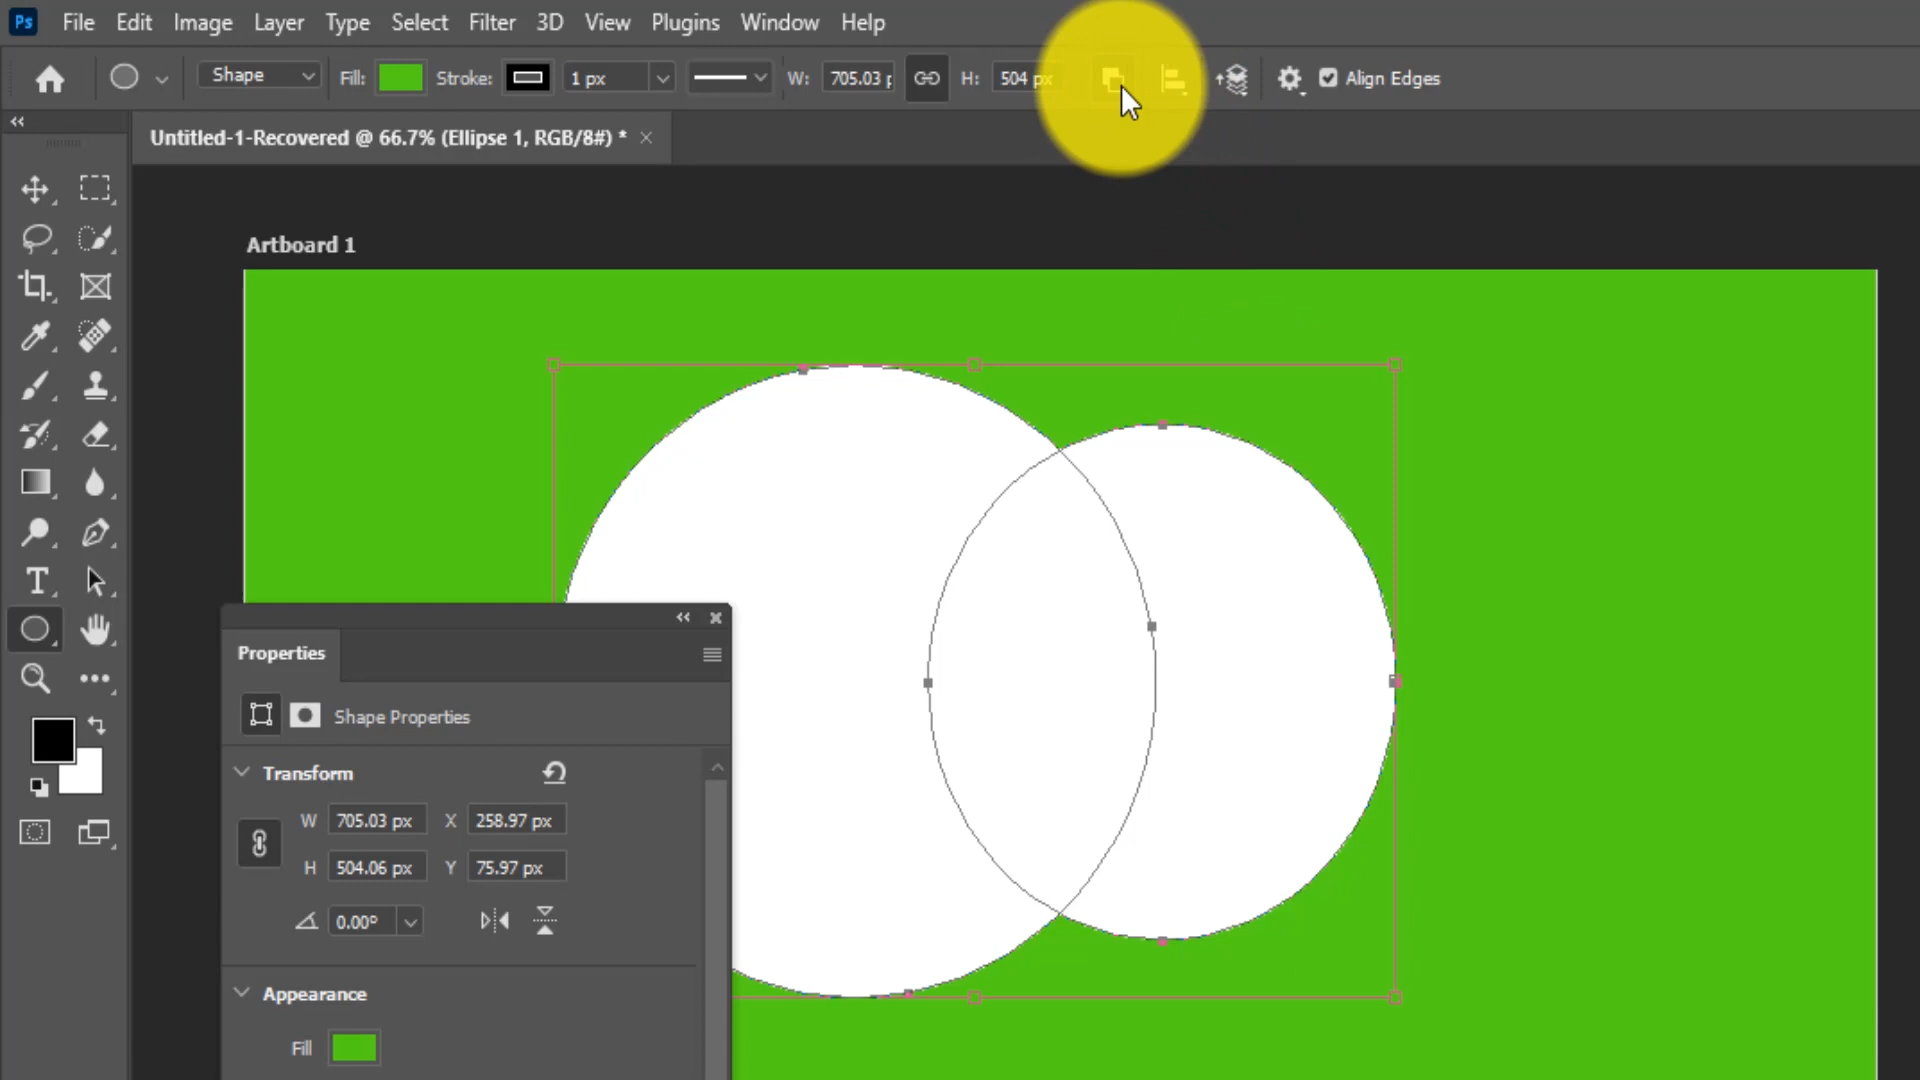 Ps File Edit Image Layer Type Select Filter 3D View Plugins Window Help
Shape Fill: Stroke: 1 px W: 705.03 p H: 504 px Align Edges
Untitled-1-Recovered @ 66.7% (Ellipse 1, RGB/8#) * ×
Artboard 1
T
Properties
Shape Properties
Transform
W 705.03 px X 258.97 px
H 504.06 px Y 75.97 px
0.00°
Appearance
Fill